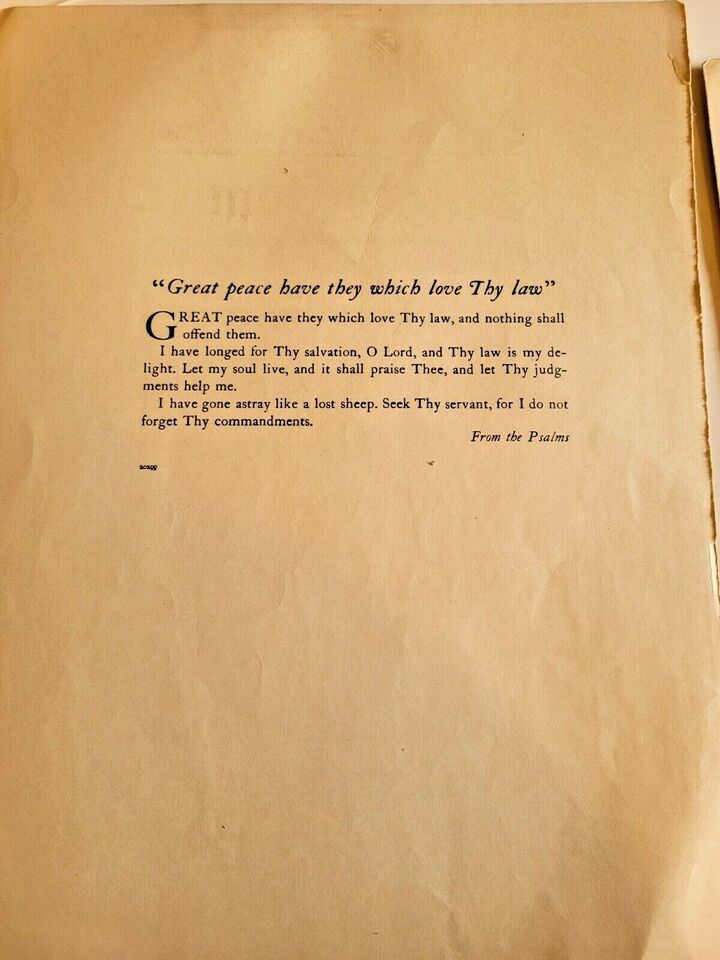 “Great peace have they which love Thy law”
GREAT peace have they which love Thy law, and nothing shall
offend them.
I have longed for Thy salvation, O Lord, and Thy law is my de-
light. Let my soul live, and it shall praise Thee, and let Thy judg-
ments help me.
I have gone astray like a lost sheep. Seek Thy servant, for I do not
forget Thy commandments.
From the Psalms